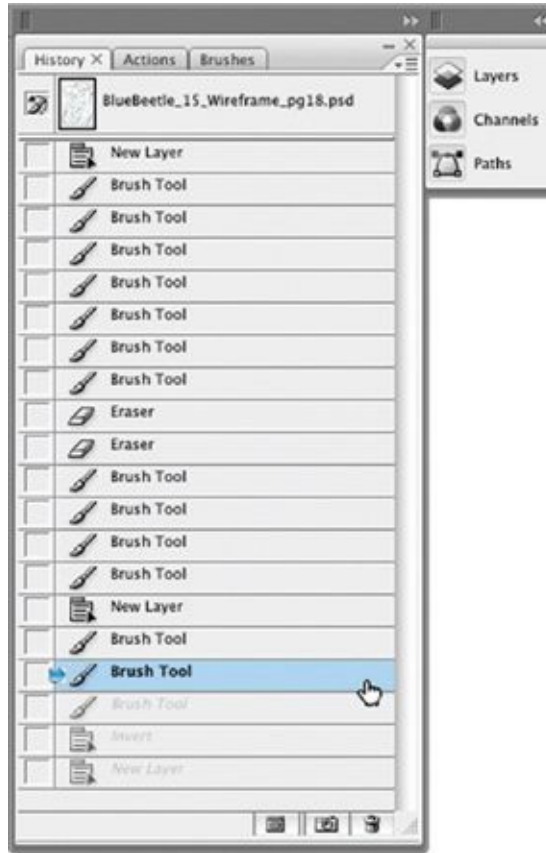 History × Actions Brushes
BlueBeetle_15_Wireframe_pg18.psd
New Layer
Brush Tool
Brush Tool
Brush Tool
Brush Tool
Brush Tool
Brush Tool
Brush Tool
Eraser
Eraser
Brush Tool
Brush Tool
Brush Tool
Brush Tool
New Layer
Brush Tool
Brush Tool
Brush Tool
Invert
New Layer
Layers
Channels
Paths